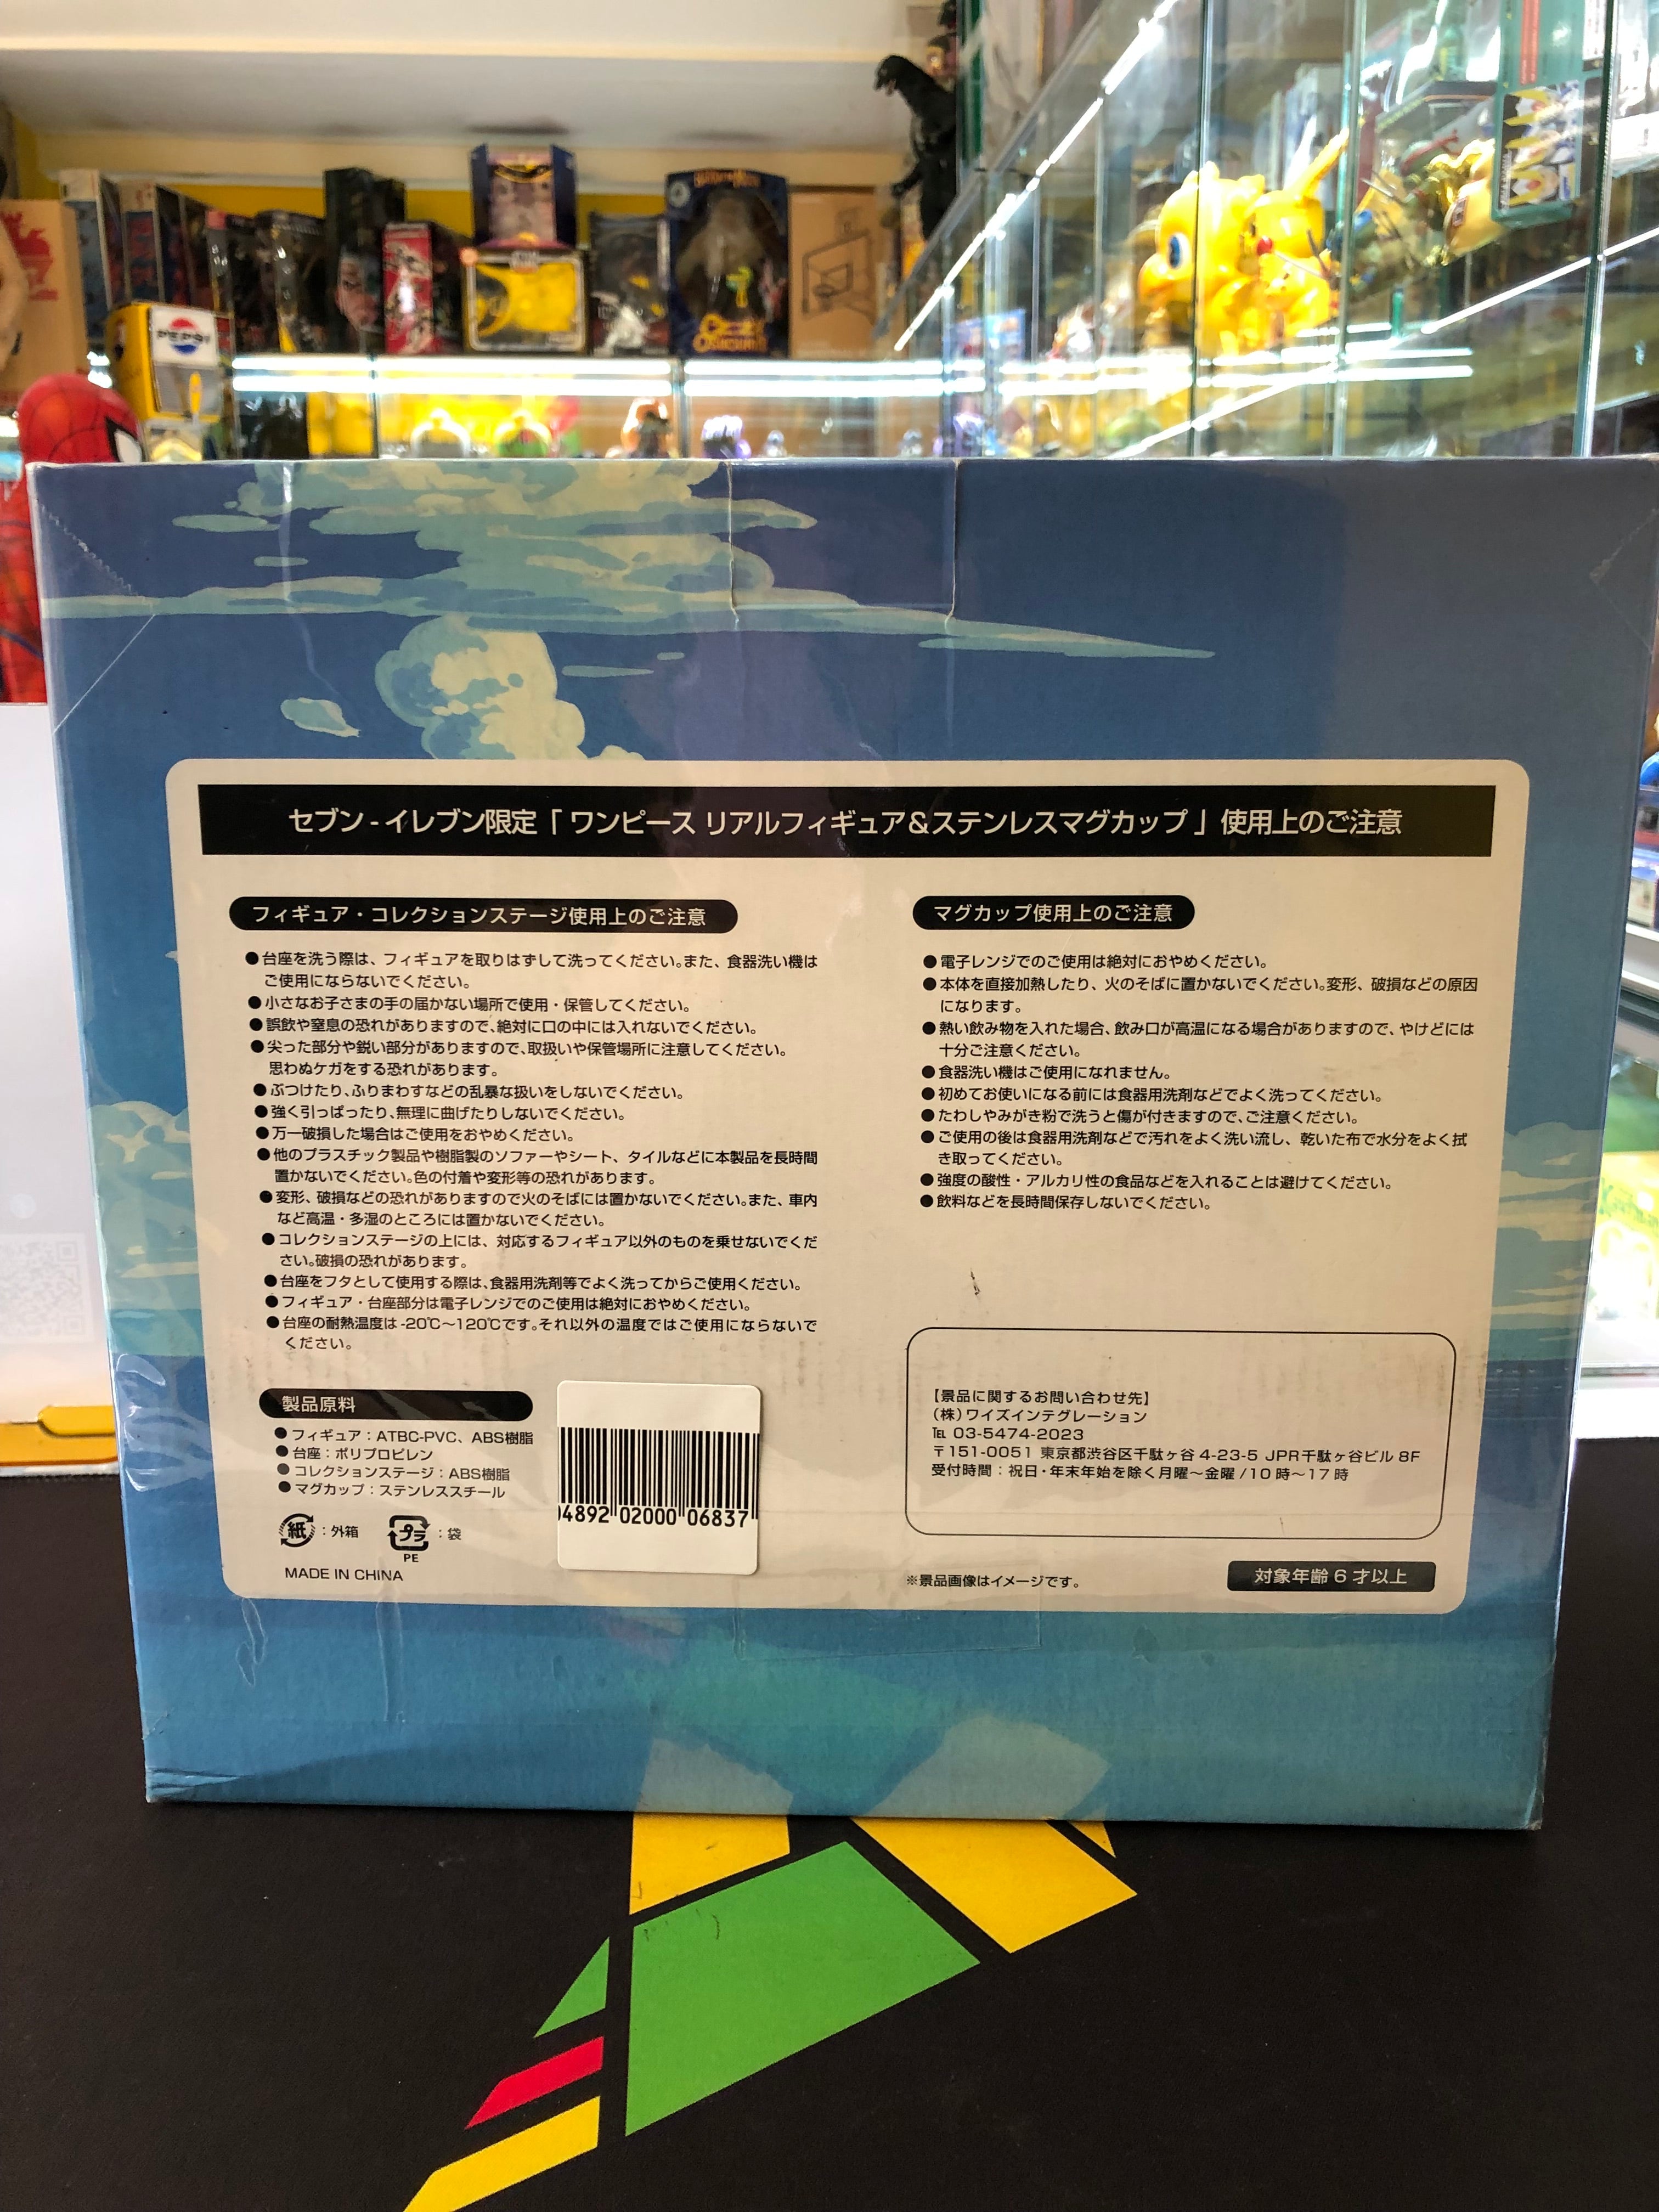 PEPSI
セブン-イレブン限定「ワンピース リアルフィギュア&ステンレスマグカップ」使用上のご注意
フィギュア・コレクションステージ使用上のご注意
●台座を洗う際は、フィギュアを取りはずして洗ってください。また、食器洗い機は
ご使用にならないでください。
●小さなお子さまの手の届かない場所で使用・保管してください。
●誤飲や窒息の恐れがありますので、絶対に口の中には入れないでください。
●尖った部分や鋭い部分がありますので、取扱いや保管場所に注意してください。
思わぬケガをする恐れがあります。
●ぶつけたり、ふりまわすなどの乱暴な扱いをしないでください。
●強く引っぱったり、無理に曲げたりしないでください。
●万一破損した場合はご使用をおやめください。
●他のプラスチック製品や樹脂製のソファーやシート、タイルなどに本製品を長時間
置かないでください。色の付着や変形等の恐れがあります。
●変形、破損などの恐れがありますので火のそばには置かないでください。また、車内
など高温・多湿のところには置かないでください。
●コレクションステージの上には、対応するフィギュア以外のものを乗せないでくだ
さい。破損の恐れがあります。
●台座をフタとして使用する際は、食器用洗剤等でよく洗ってからご使用ください。
●フィギュア・台座部分は電子レンジでのご使用は絶対におやめください。
●台座の耐熱温度は-20℃〜120℃です。それ以外の温度ではご使用にならないで
ください。
マグカップ使用上のご注意
●電子レンジでのご使用は絶対におやめください。
●本体を直接加熱したり、火のそばに置かないでください。変形、破損などの原因
になります。
●熱い飲み物を入れた場合、飲み口が高温になる場合がありますので、やけどには
十分ご注意ください。
●食器洗い機はご使用になれません。
●初めてお使いになる前には食器用洗剤などでよく洗ってください。
●たわしやみがき粉で洗うと傷が付きますので、ご注意ください。
●ご使用の後は食器用洗剤などで汚れをよく洗い流し、乾いた布で水分をよく拭
き取ってください。
●強度の酸性・アルカリ性の食品などを入れることは避けてください。
●飲料などを長時間保存しないでください。
製品原料
●フィギュア：ATBC-PVC、ABS樹脂
●台座：ポリプロピレン
●コレクションステージ：ABS樹脂
●マグカップ：ステンレススチール
紙：外箱 プラ：袋
PE
MADE IN CHINA
04892 02000 06837
【景品に関するお問い合わせ先】
(株)ワイズインテグレーション
℡ 03-5474-2023
〒151-0051 東京都渋谷区千駄ヶ谷 4-23-5 JPR千駄ヶ谷ビル 8F
受付時間：祝日・年末年始を除く月曜〜金曜/10時〜17時
※景品画像はイメージです。
対象年齢 6 才以上